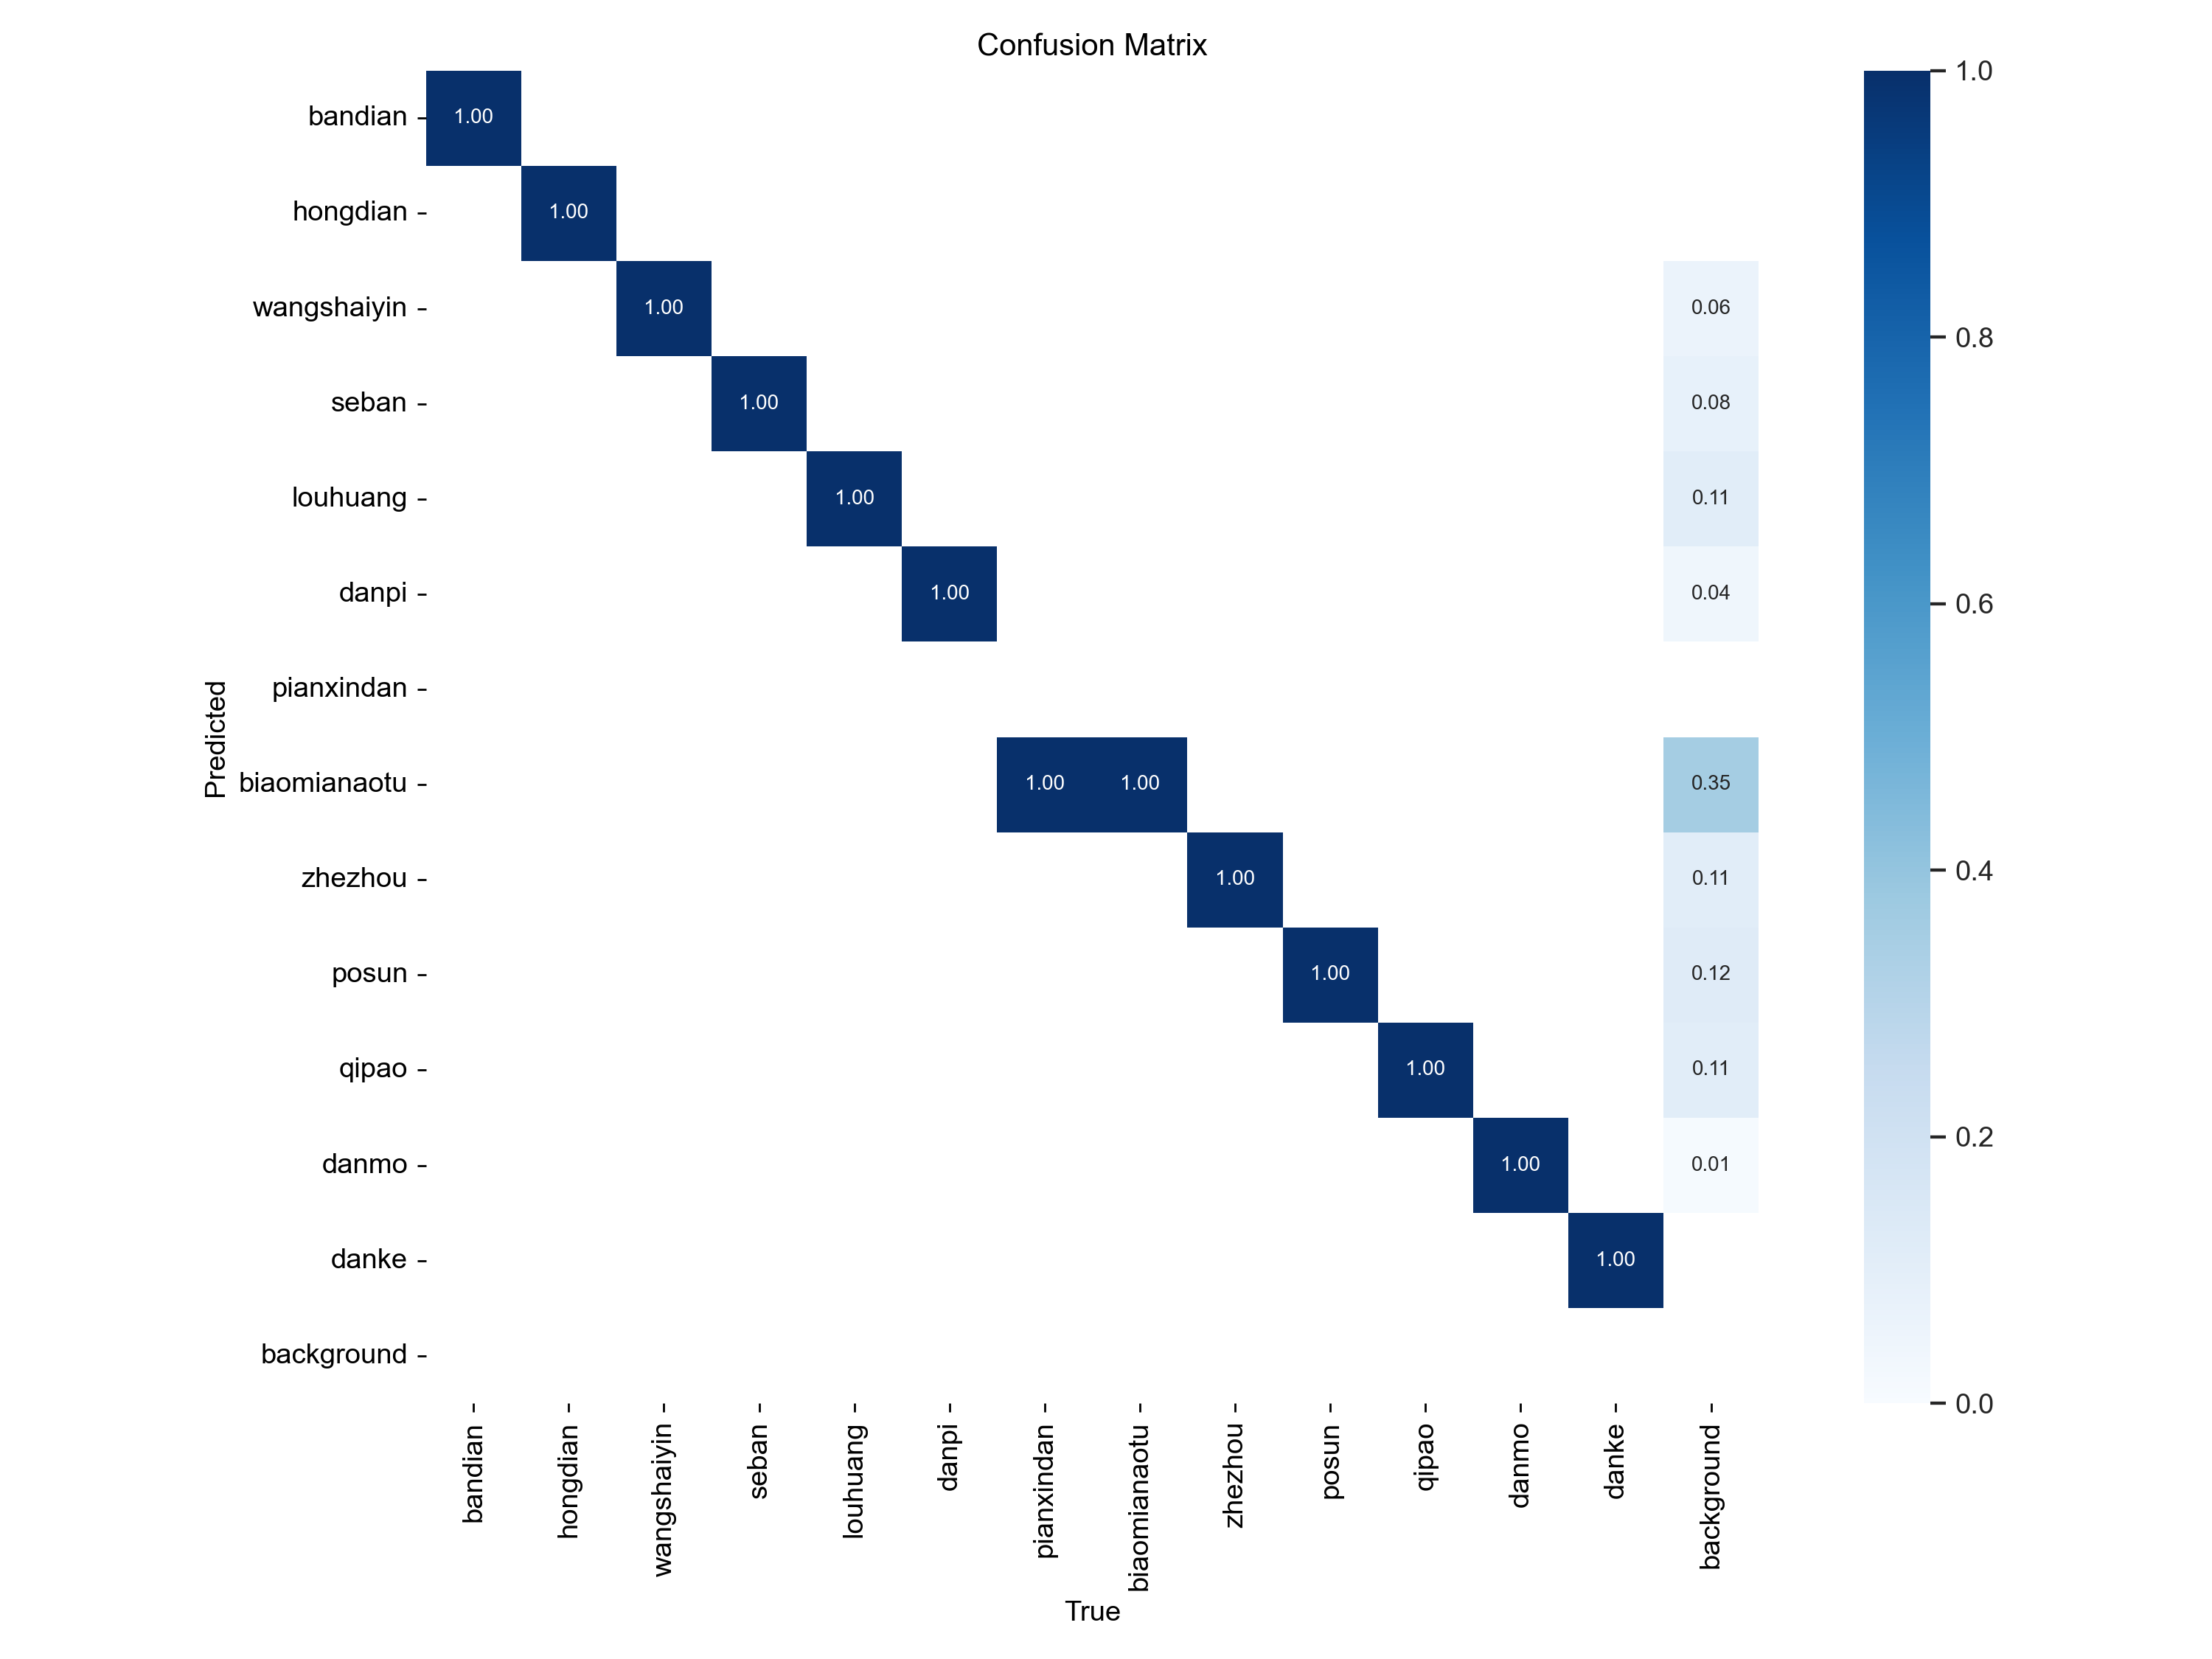 Confusion Matrix
bandian 1.00 1.0
hongdian 1.00
wangshaiyin 1.00 0.06 0.8
seban 1.00 0.08
louhuang 1.00 0.11
danpi 1.00 0.04 0.6
pianxindan
Predicted
biaomianaotu 1.00 1.00 0.35
zhezhou 1.00 0.11 0.4
posun 1.00 0.12
qipao 1.00 0.11
danmo 1.00 0.01 0.2
danke 1.00
background 0.0
bandian
hongdian
wangshaiyin
seban
louhuang
danpi
pianxindan
biaomianaotu
zhezhou
posun
qipao
danmo
danke
background
True